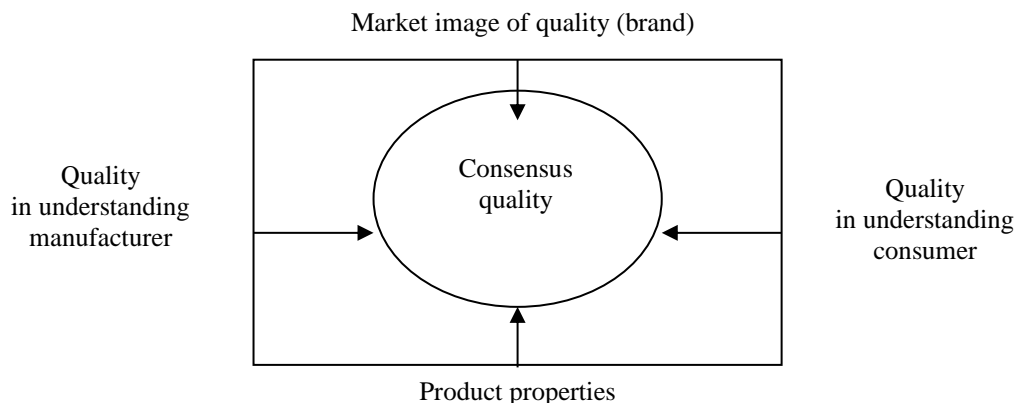 Market image of quality (brand)
Consensus
quality
Quality
in understanding
manufacturer
Quality
in understanding
consumer
Product properties